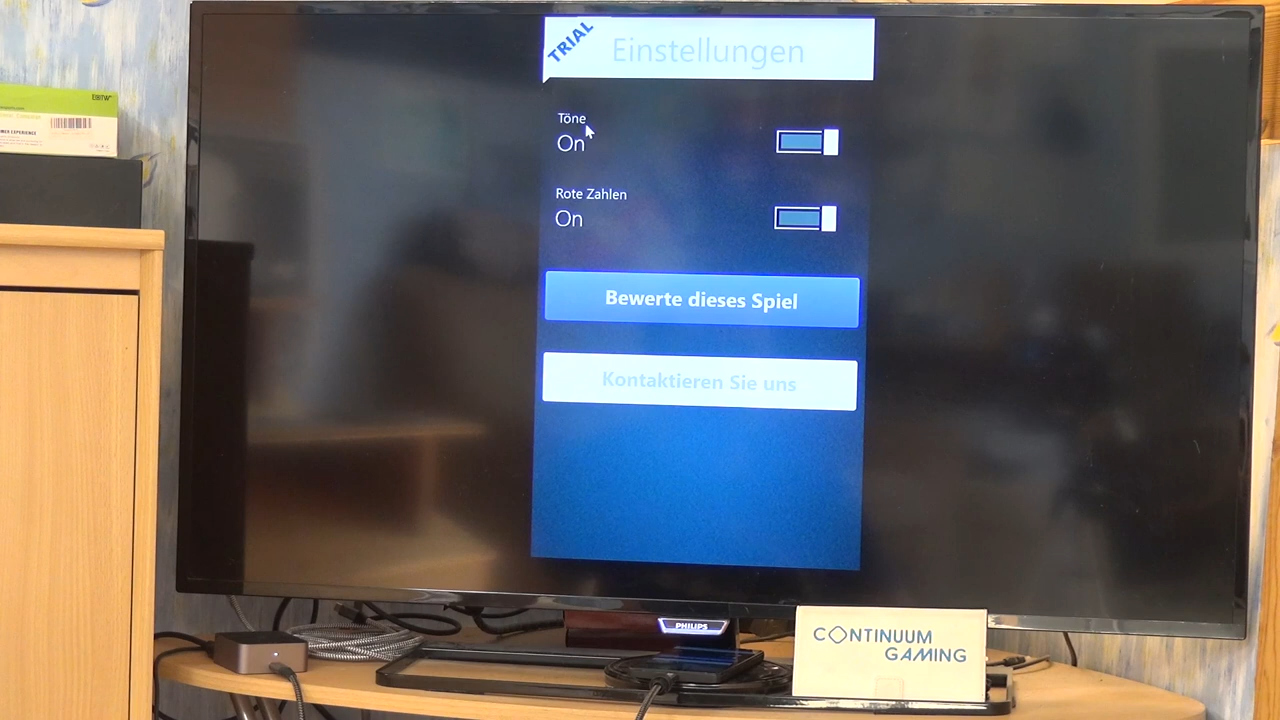 TRIAL
Einstellungen
Töne
On
Rote Zahlen
On
Bewerte dieses Spiel
Kontaktieren Sie uns
PHILIPS
CONTINUUM
GAMING